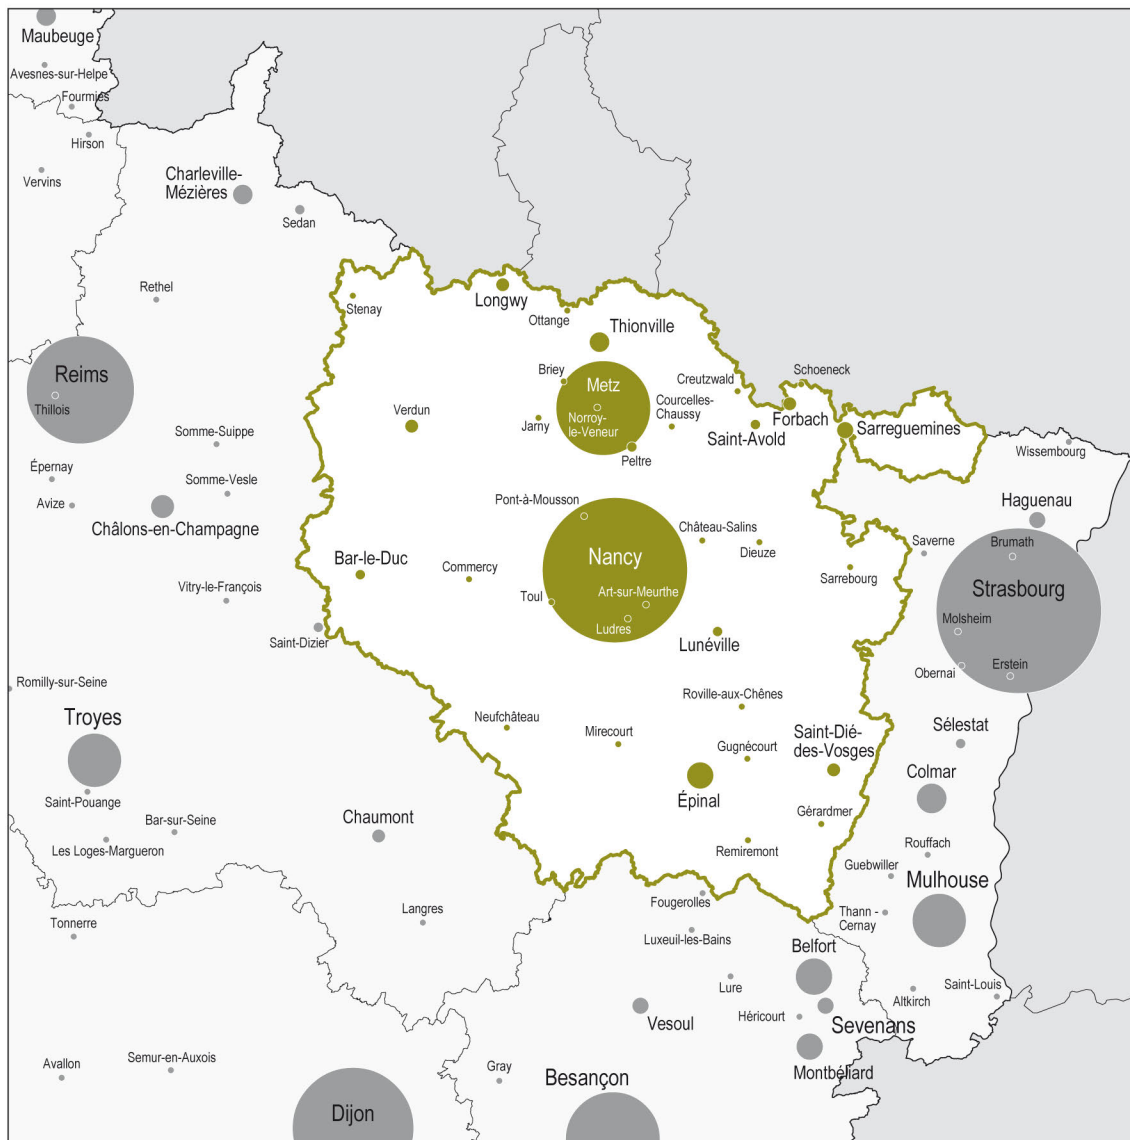 Maubeuge
Avesnes-sur-Helpe
Fourmies
Hirson
Vervins
Charleville-
Mézières
Sedan
Rethel
Stenay
Longwy
Ottange
Thionville
Reims
Thillois
Briey
Metz
Creutzwald
Schoeneck
Verdun
Jarny
Norroy-
le-Veneur
Courcelles-
Chaussy
Forbach
Saint-Avold
Sarreguemines
Somme-Suippe
Peltre
Wissembourg
Épernay
Somme-Vesle
Avize
Châlons-en-Champagne
Pont-à-Mousson
Haguenau
Château-Salins
Dieuze
Saverne
Brumath
Bar-le-Duc
Commercy
Nancy
Sarrebourg
Strasbourg
Vitry-le-François
Toul
Art-sur-Meurthe
Ludres
Molsheim
Saint-Dizier
Lunéville
Obernai
Erstein
Romilly-sur-Seine
Roville-aux-Chênes
Troyes
Neufchâteau
Mirecourt
Gugnécourt
Saint-Dié-
des-Vosges
Sélestat
Colmar
Saint-Pouange
Épinal
Bar-sur-Seine
Chaumont
Gérardmer
Les Loges-Margueron
Remiremont
Rouffach
Guebwiller
Mulhouse
Langres
Fougerolles
Thann -
Cernay
Tonnerre
Luxeuil-les-Bains
Belfort
Lure
Altkirch
Saint-Louis
Vesoul
Héricourt
Sevenans
Avallon
Semur-en-Auxois
Gray
Besançon
Montbéliard
Dijon